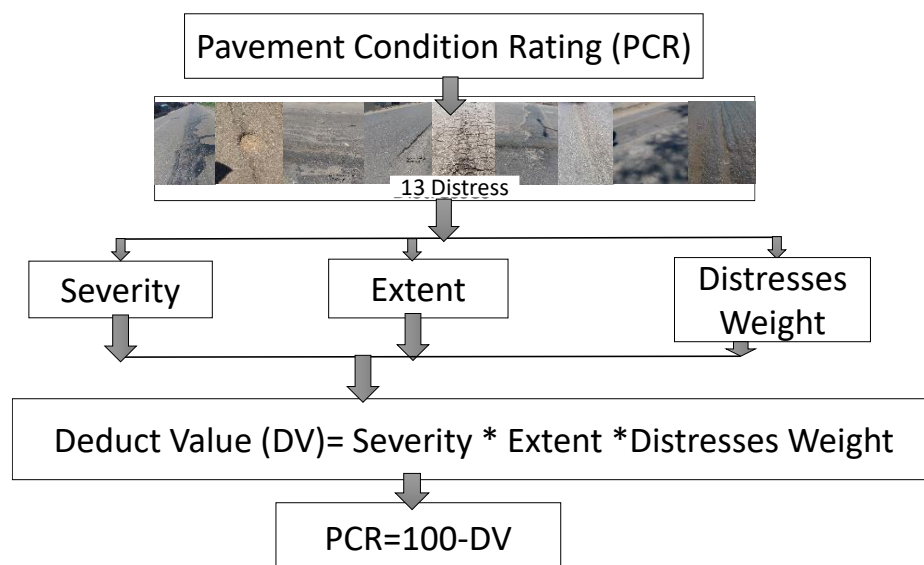 Pavement Condition Rating (PCR)
13 Distress
Severity
Extent
Distresses
Weight
Deduct Value (DV)= Severity * Extent *Distresses Weight
PCR=100-DV